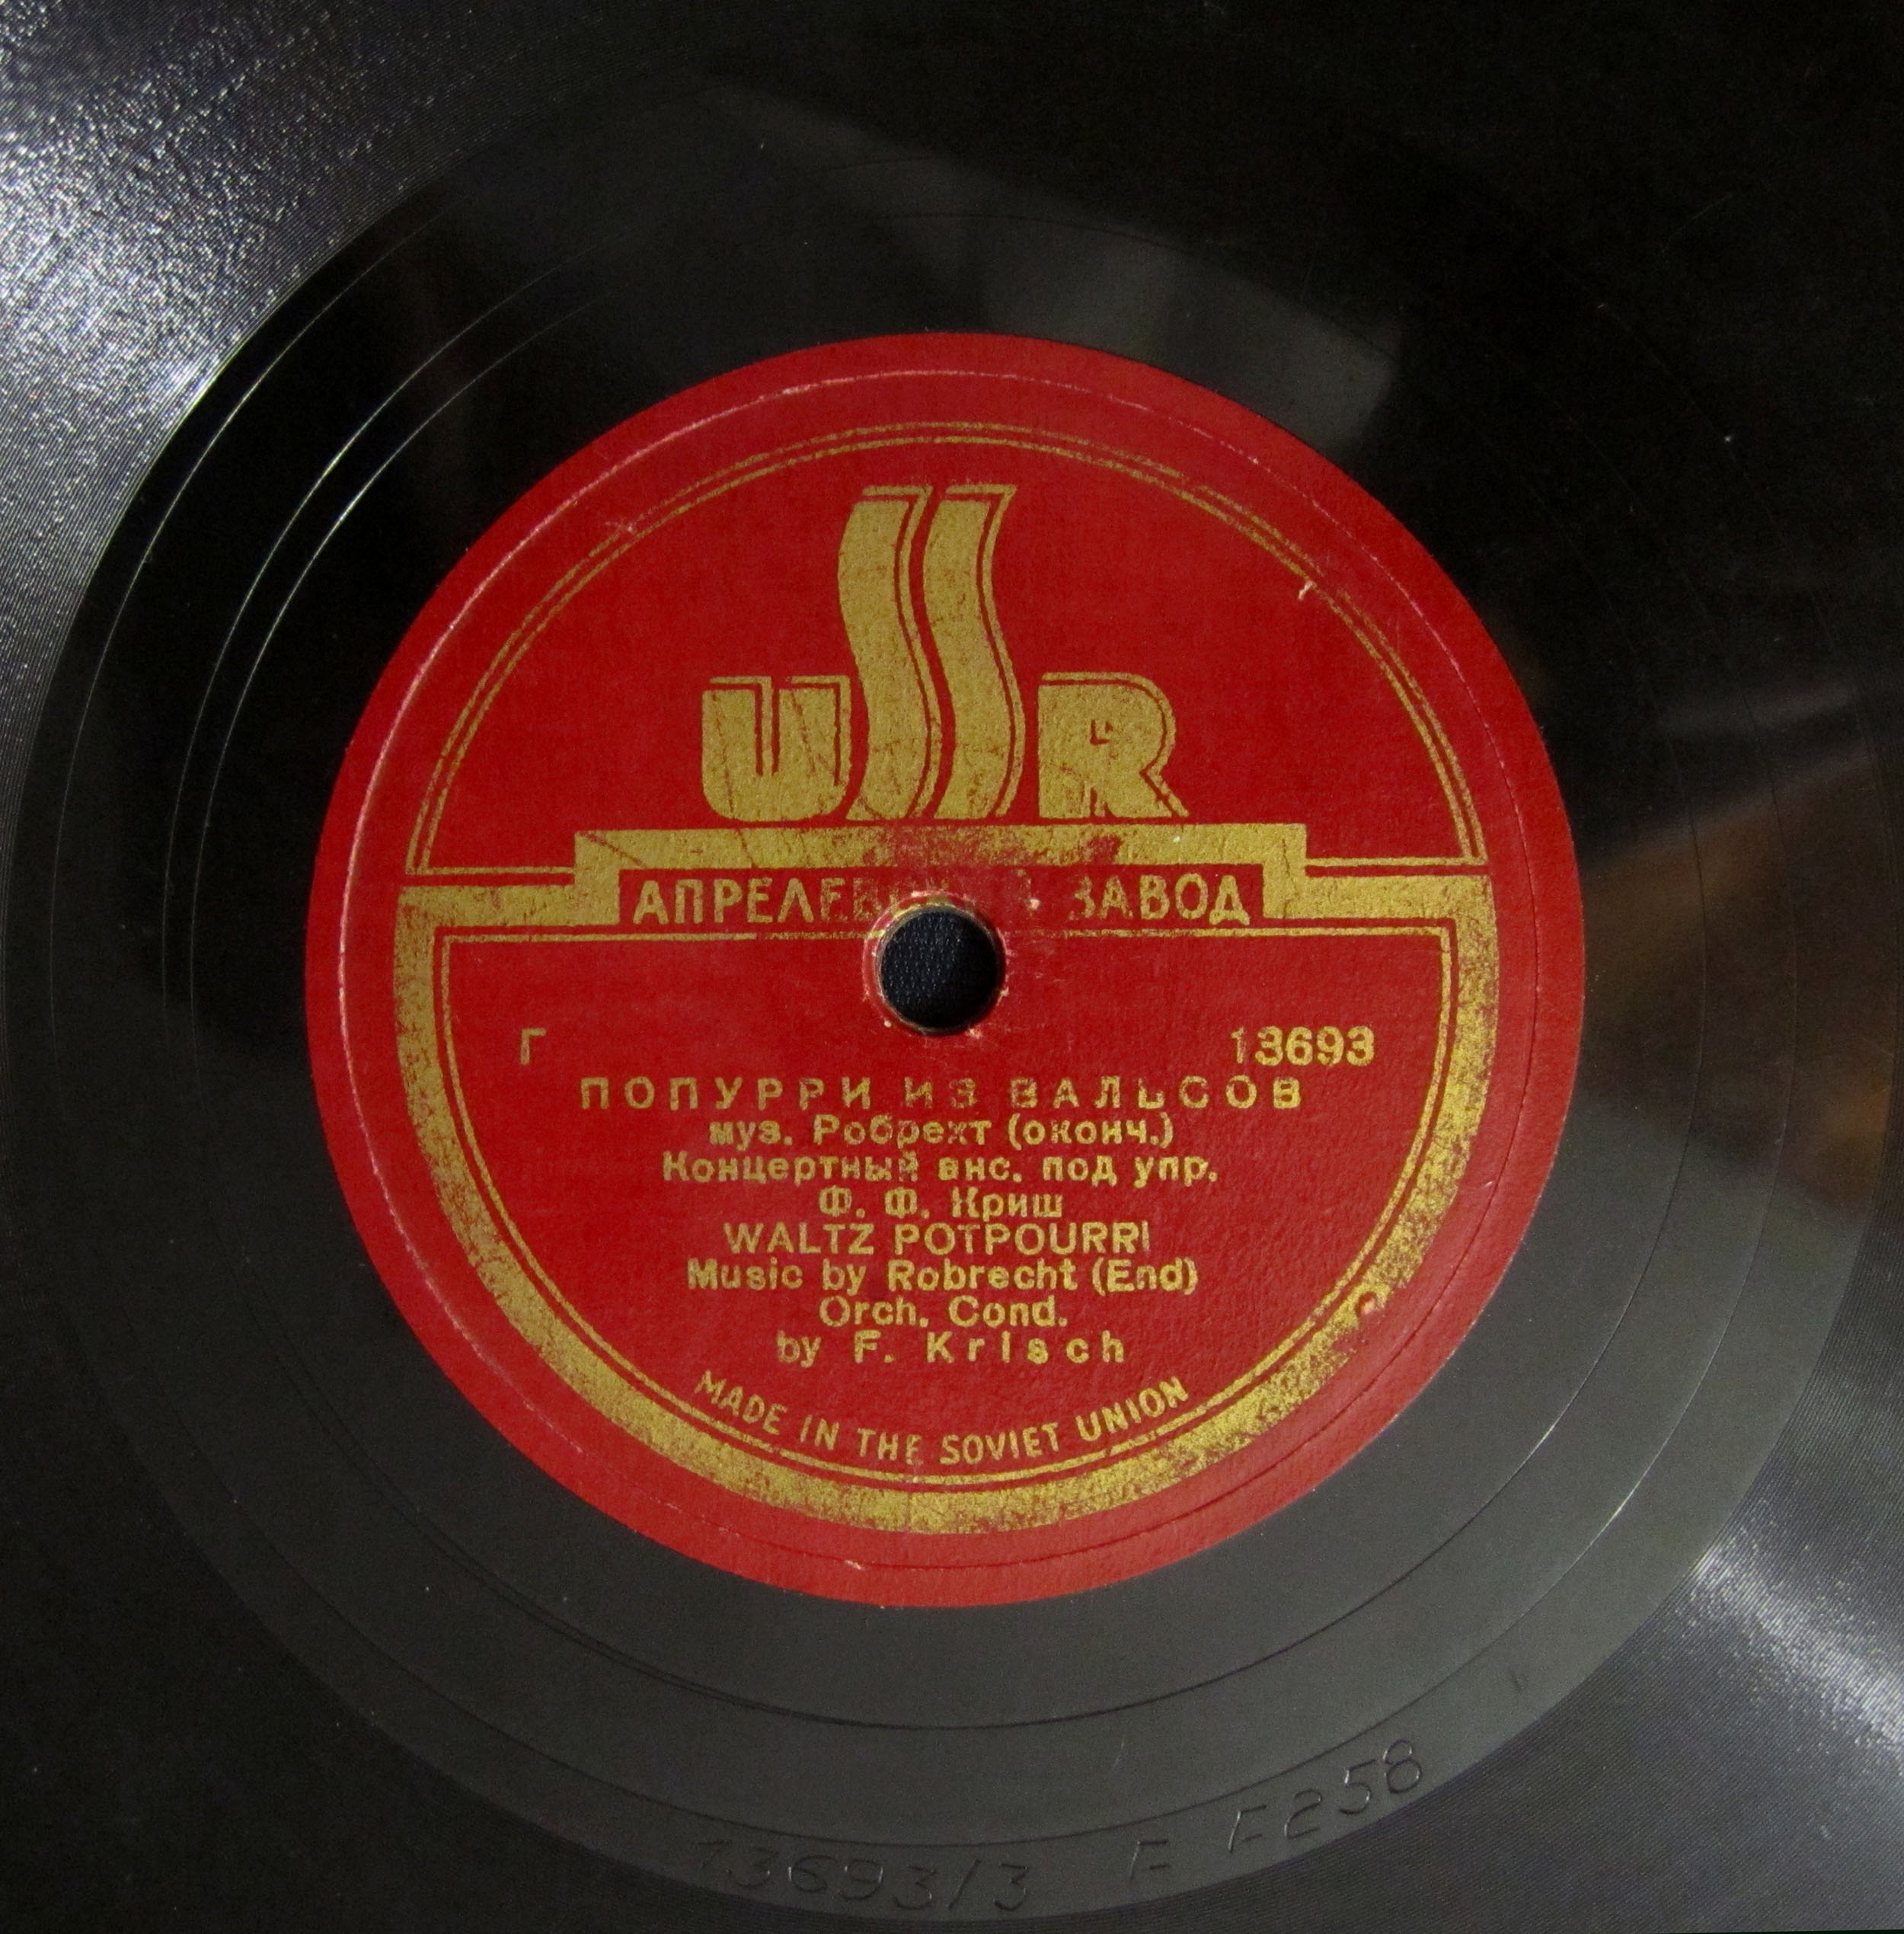 USSR
АПРЕЛЕВСКИЙ ЗАВОД
Г 13693
ПОПУРРИ ИЗ ВАЛЬСОВ
муз. Робрехт (оконч.)
Концертный анс. под упр.
Ф. Ф. Криш
WALTZ POTPOURRI
Music by Robrecht (End)
Orch. Cond.
by F. Krisch
MADE IN THE SOVIET UNION
13693/3 F F258